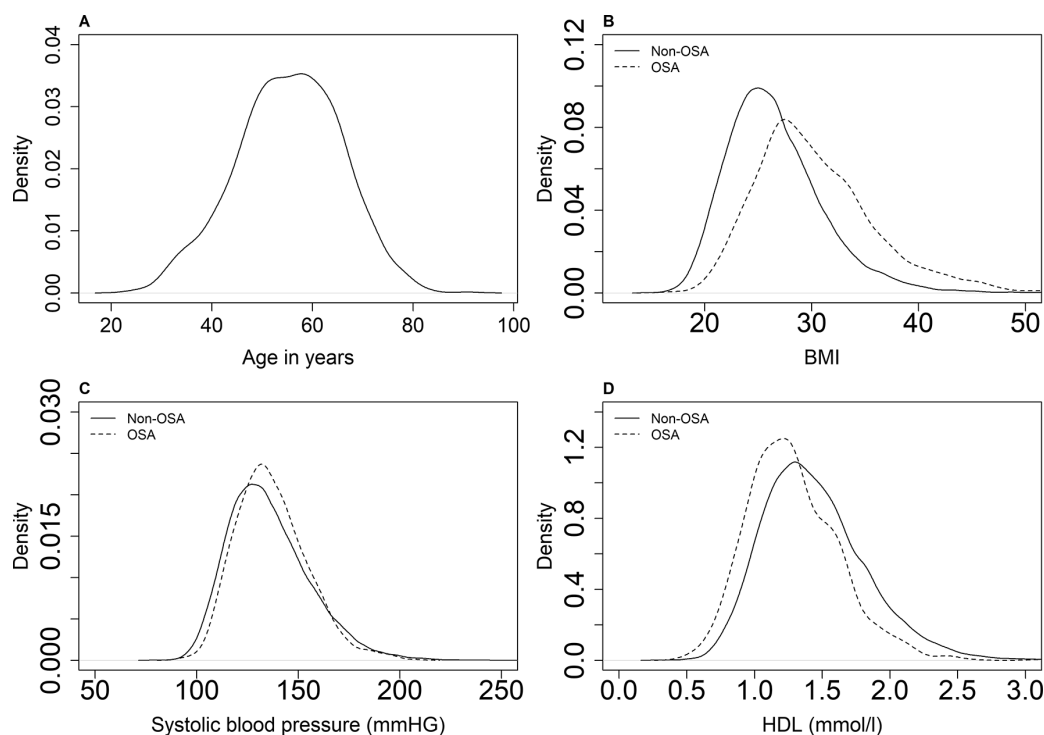 A
Density
0.00
0.01
0.02
0.03
0.04
20
40
60
80
100
Age in years
B
Non-OSA
OSA
Density
0.00
0.04
0.08
0.12
20
30
40
50
BMI
C
Non-OSA
OSA
Density
0.000
0.015
0.030
50
100
150
200
250
Systolic blood pressure (mmHG)
D
Non-OSA
OSA
Density
0.0
0.4
0.8
1.2
0.0
0.5
1.0
1.5
2.0
2.5
3.0
HDL (mmol/l)